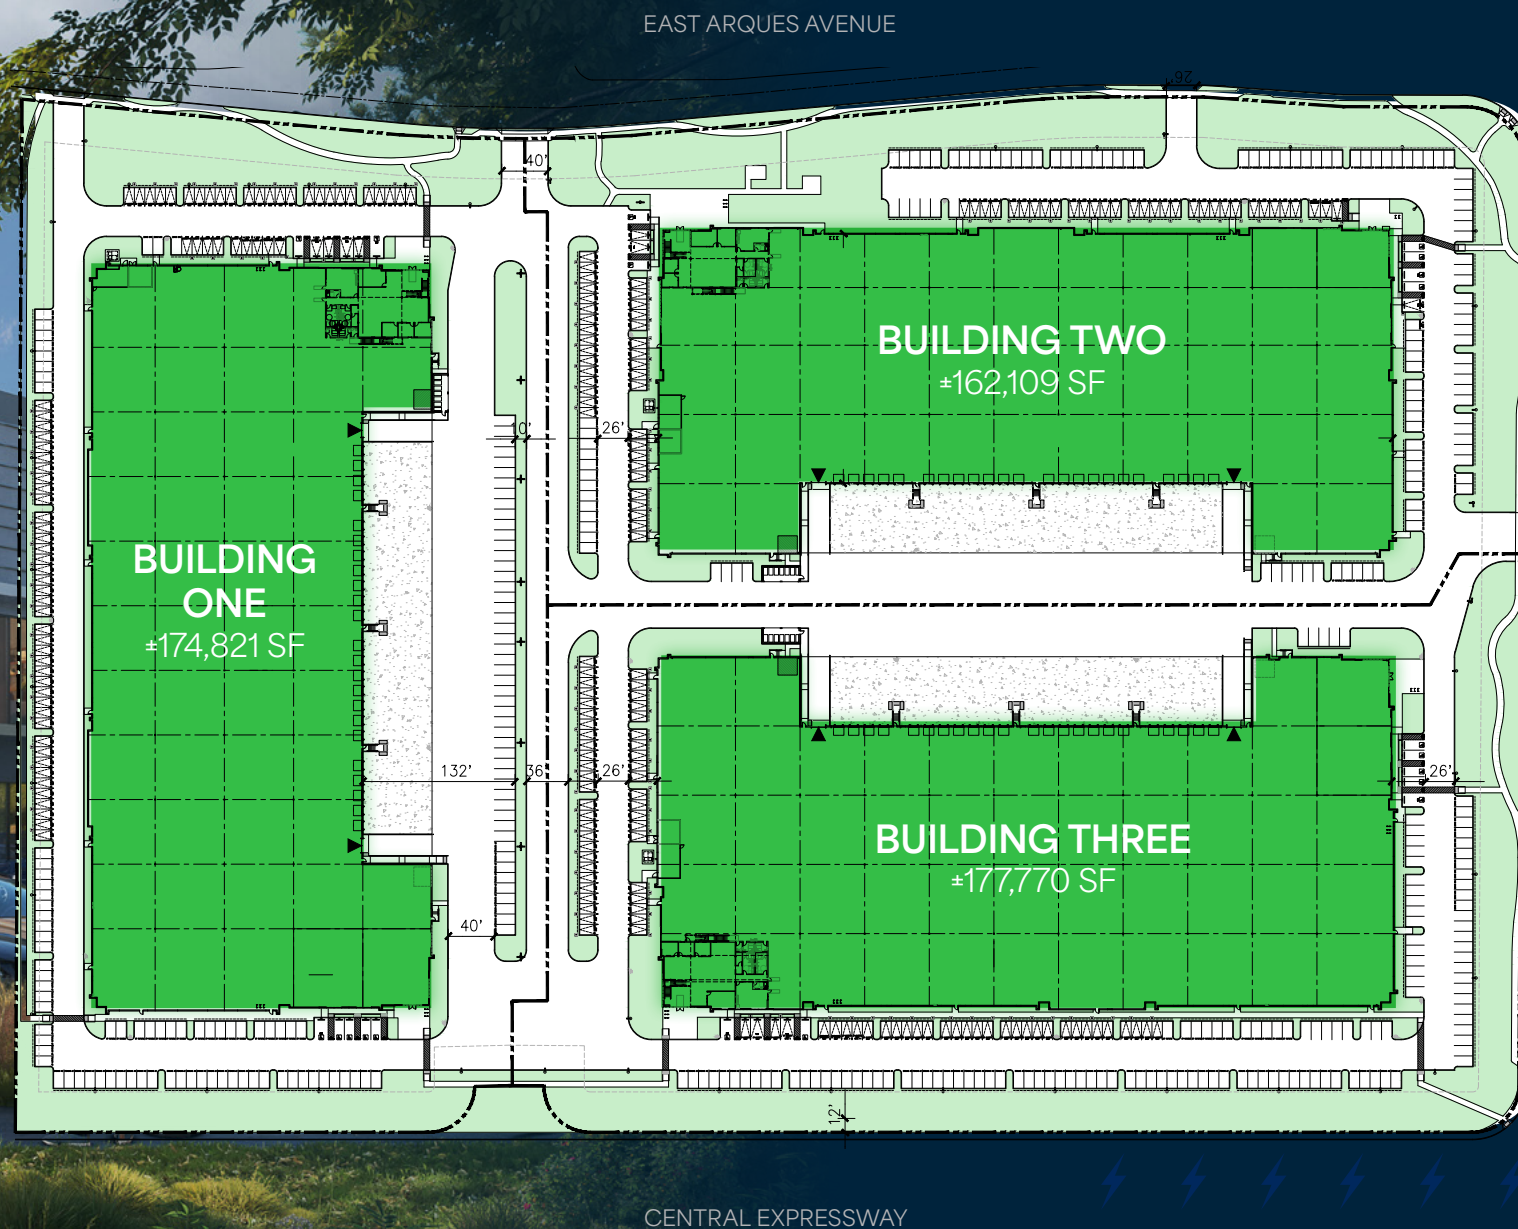 EAST ARQUES AVENUE
26'
40'
BUILDING TWO
±162,109 SF
10'
26'
BUILDING
ONE
±174,821 SF
132'
36'
26'
26'
BUILDING THREE
±177,770 SF
40'
12'
CENTRAL EXPRESSWAY